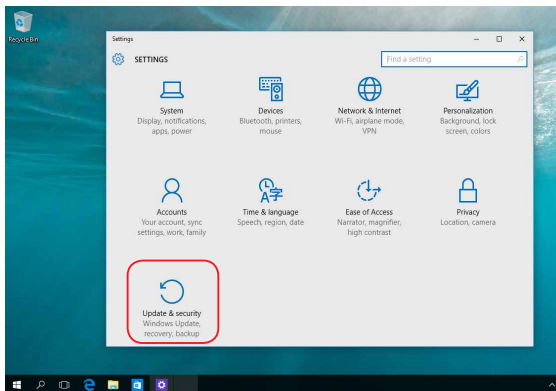 Recycle Bin
Settings
SETTINGS
Find a setting
System
Display, notifications,
apps, power
Devices
Bluetooth, printers,
mouse
Network & Internet
Wi-Fi, airplane mode,
VPN
Personalization
Background, lock
screen, colors
Accounts
Your account, sync
settings, work, family
Time & language
Speech, region, date
Ease of Access
Narrator, magnifier,
high contrast
Privacy
Location, camera
Update & security
Windows Update,
recovery, backup